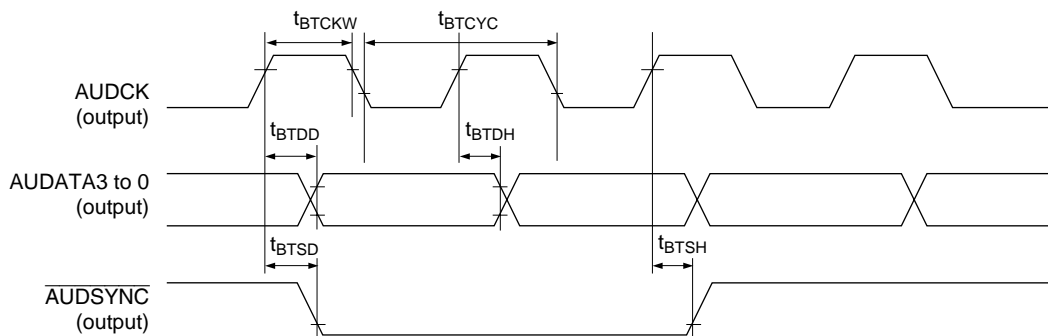 tBTCKW
tBTCYC
AUDCK
(output)
tBTDD
tBTDH
AUDATA3 to 0
(output)
tBTSD
tBTSH
AUDSYNC
(output)